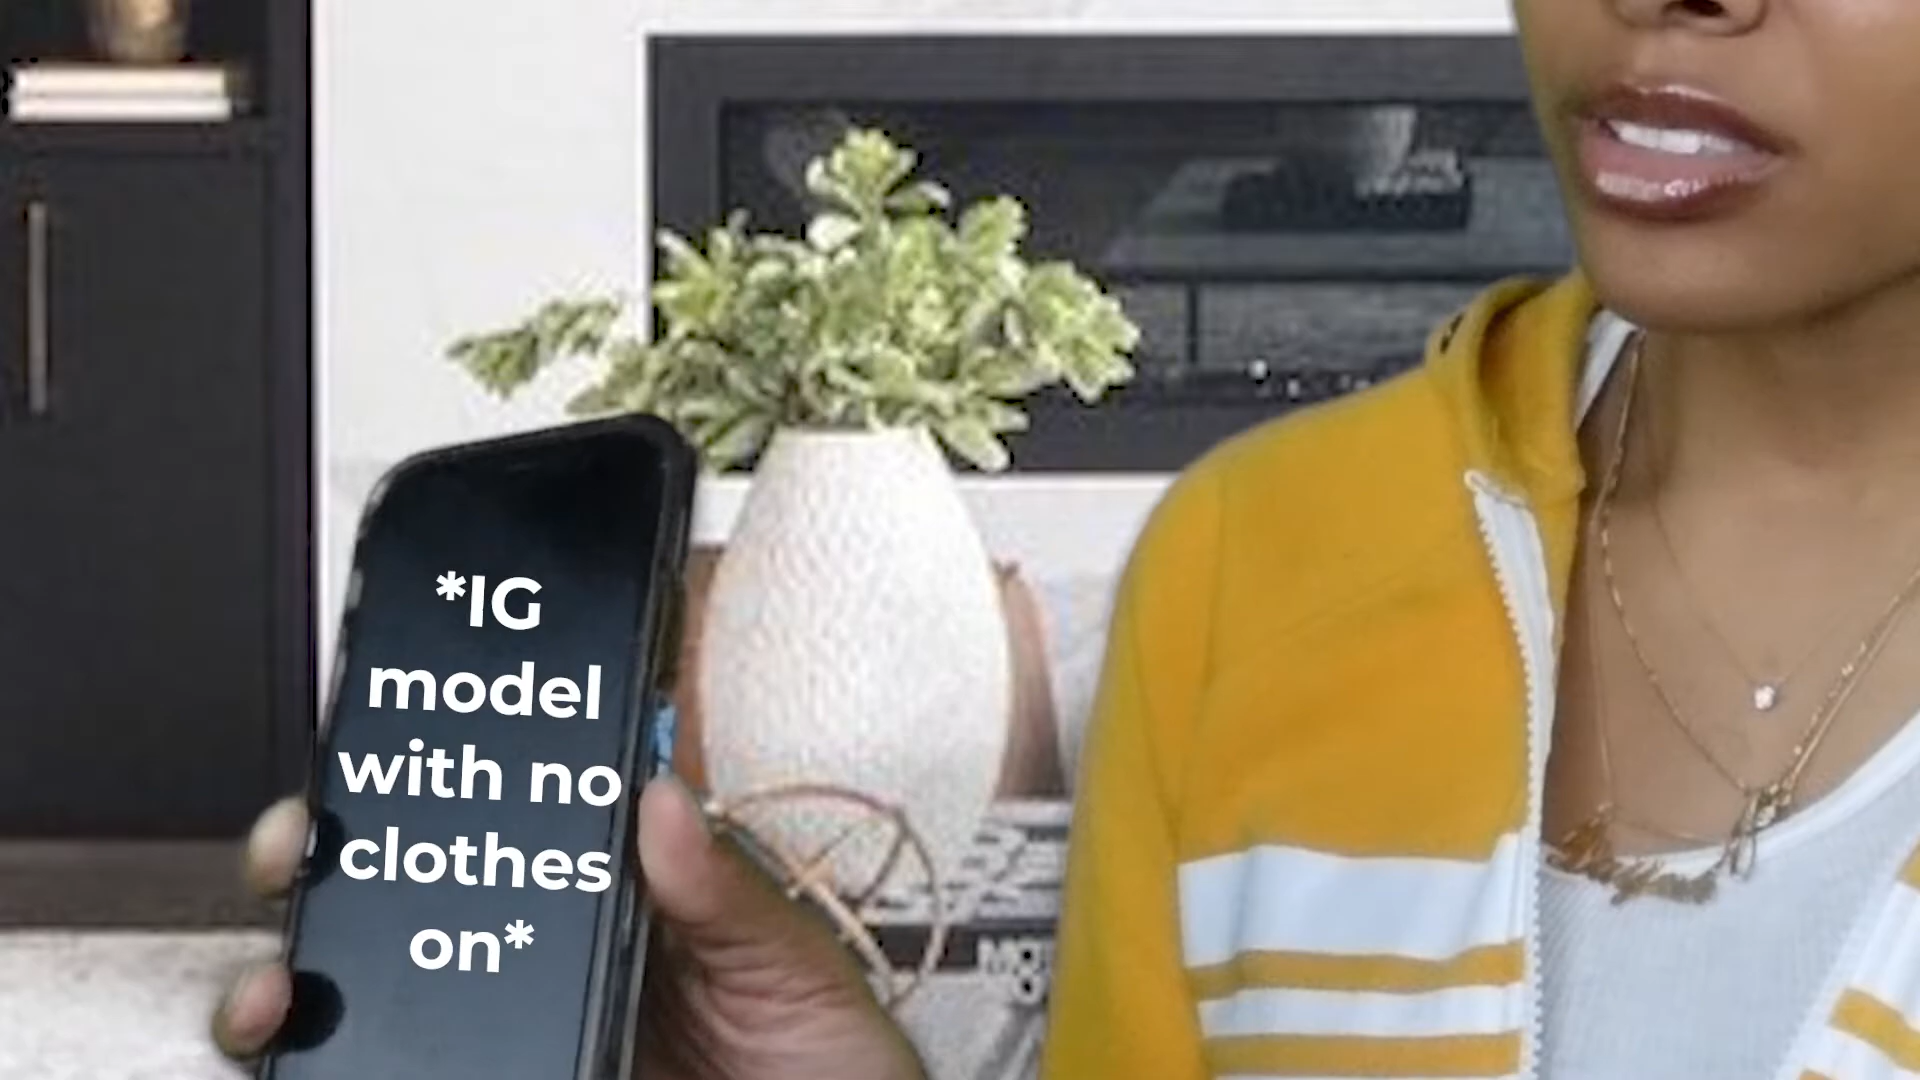 *IG
model
with no
clothes
on*